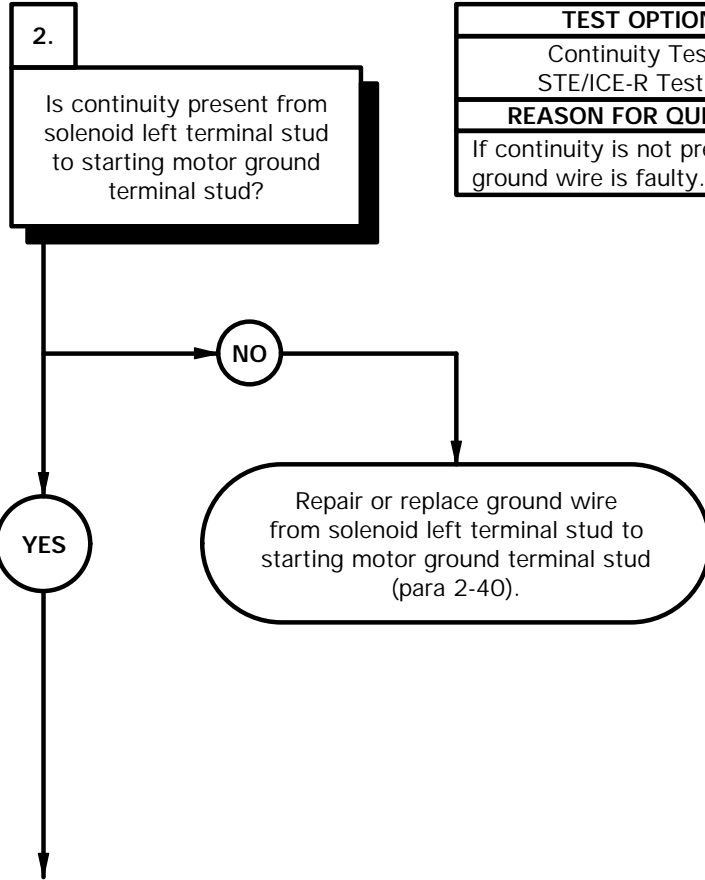 2.
Is continuity present from
solenoid left terminal stud
to starting motor ground
terminal stud?
TEST OPTION
Continuity Tes
STE/ICE-R Test
REASON FOR
If continuity is not
ground wire is faulty.
NO
YES
Repair or replace ground wire
from solenoid left terminal stud to
starting motor ground terminal stud
(para 2-40).